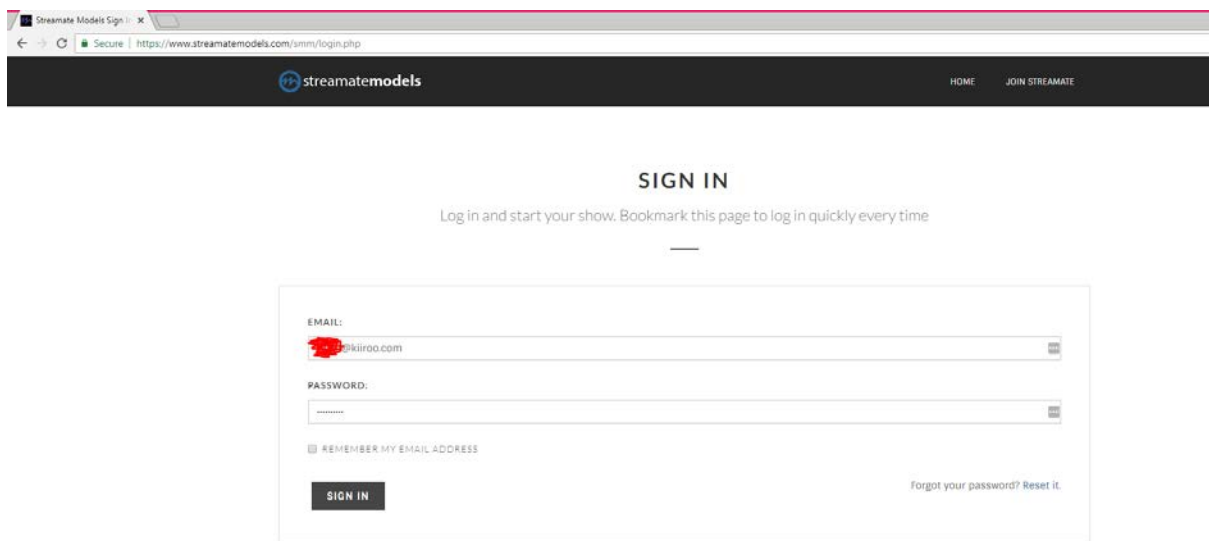 Streamate Models Sign In
Secure | https://www.streamatemodels.com/smm/login.php
streamatemodels
HOME JOIN STREAMATE
SIGN IN
Log in and start your show. Bookmark this page to log in quickly every time
EMAIL:
@kiiroo.com
PASSWORD:
REMEMBER MY EMAIL ADDRESS
SIGN IN
Forgot your password? Reset it.